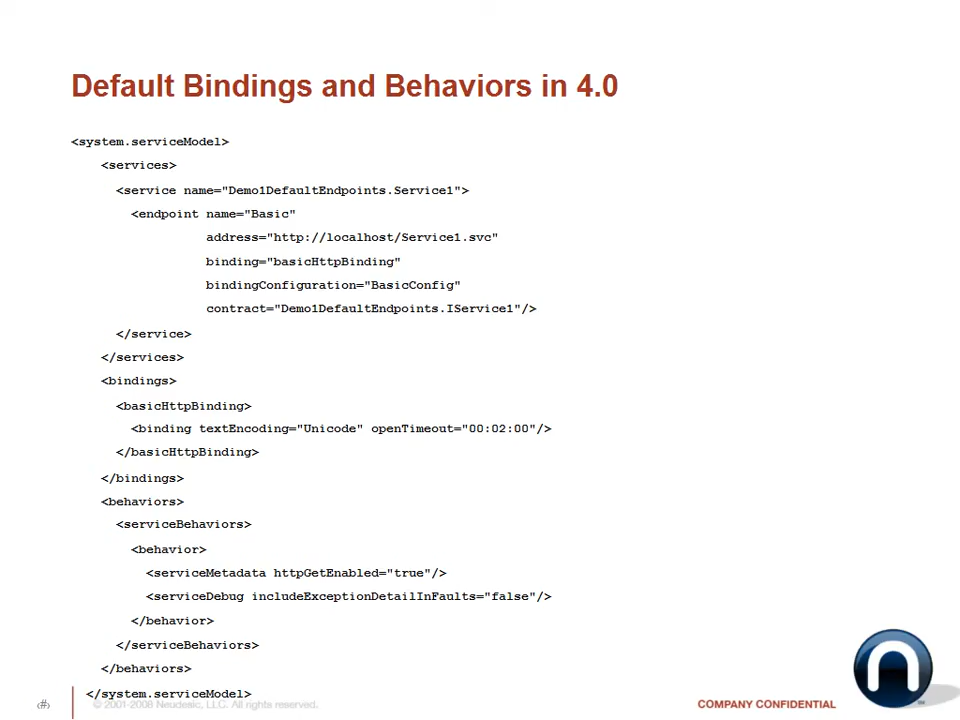 Default Bindings and Behaviors in 4.0
<system.serviceModel>
<services>
<service name="Demo1DefaultEndpoints.Service1">
<endpoint name="Basic"
address="http://localhost/Service1.svc"
binding="basicHttpBinding"
bindingConfiguration="BasicConfig"
contract="Demo1DefaultEndpoints.IService1"/>
</service>
</services>
<bindings>
<basicHttpBinding>
<binding textEncoding="Unicode" openTimeout="00:02:00"/>
</basicHttpBinding>
</bindings>
<behaviors>
<serviceBehaviors>
<behavior>
<serviceMetadata httpGetEnabled="true"/>
<serviceDebug includeExceptionDetailInFaults="false"/>
</behavior>
</serviceBehaviors>
</behaviors>
</system.serviceModel>
‹#›
© 2001-2008 Neudesic, LLC. All rights reserved.
COMPANY CONFIDENTIAL
n